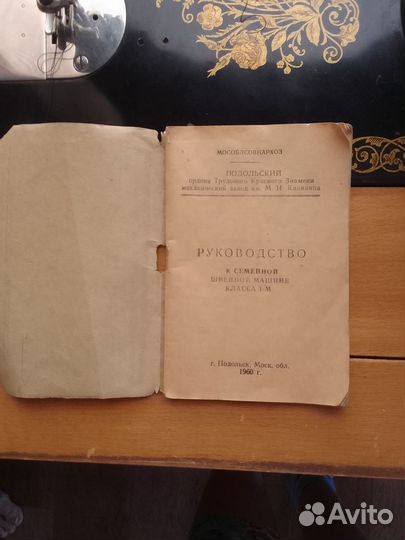 МОСОБЛСОВНАРХОЗ
ПОДОЛЬСКИЙ
ордена Трудового Красного Знамени
механический завод им. М. И. Калинина
РУКОВОДСТВО
К СЕМЕЙНОЙ
ШВЕЙНОЙ МАШИНЕ
КЛАССА 1-М
г. Подольск, Моск. обл.
1960 г.
Avito